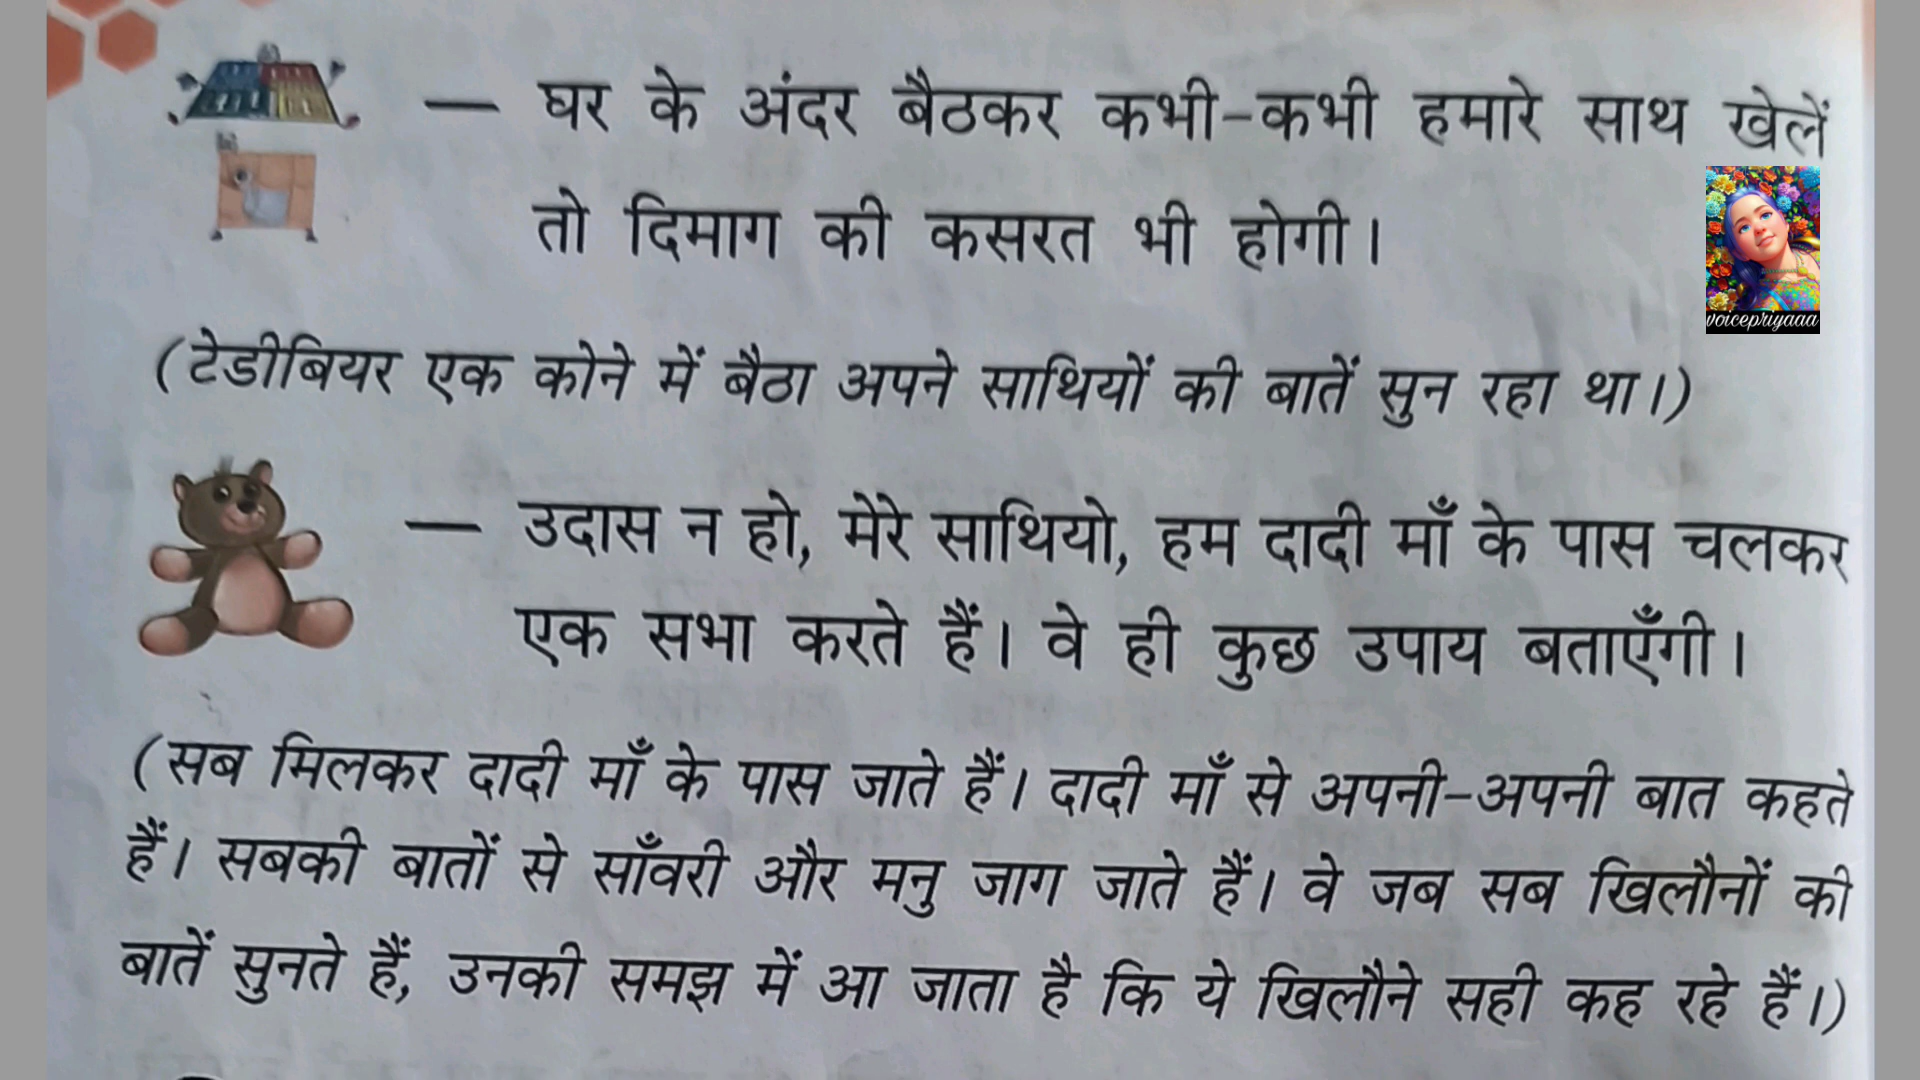 — घर के अंदर बैठकर कभी-कभी हमारे साथ खेलें
तो दिमाग की कसरत भी होगी।
voicepriyaaa
(टेडीबियर एक कोने में बैठा अपने साथियों की बातें सुन रहा था।)
— उदास न हो, मेरे साथियो, हम दादी माँ के पास चलकर
एक सभा करते हैं। वे ही कुछ उपाय बताएँगी।
(सब मिलकर दादी माँ के पास जाते हैं। दादी माँ से अपनी-अपनी बात कहते
हैं। सबकी बातों से साँवरी और मनु जाग जाते हैं। वे जब सब खिलौनों की
बातें सुनते हैं, उनकी समझ में आ जाता है कि ये खिलौने सही कह रहे हैं।)